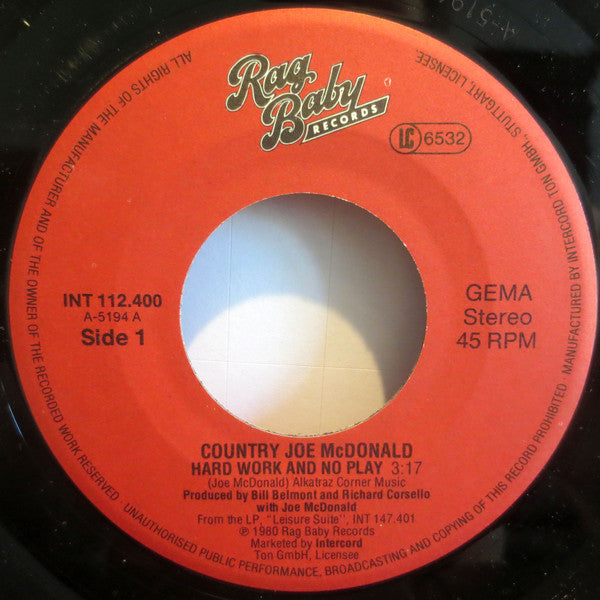 Rag
Baby
RECORDS
LC 6532
INT 112.400
A-5194 A
Side 1
GEMA
Stereo
45 RPM
COUNTRY JOE McDONALD
HARD WORK AND NO PLAY 3:17
(Joe McDonald) Alkatraz Corner Music
Produced by Bill Belmont and Richard Corsello
with Joe McDonald
From the LP, "Leisure Suite", INT 147.401
℗ 1980 Rag Baby Records
Marketed by Intercord
Ton GmbH, Licensee
ALL RIGHTS OF THE MANUFACTURER AND OF THE OWNER OF THE RECORDED WORK RESERVED - UNAUTHORISED PUBLIC PERFORMANCE, BROADCASTING AND COPYING OF THIS RECORD PROHIBITED · MANUFACTURED BY INTERCORD TON GMBH, STUTTGART, LICENSEE